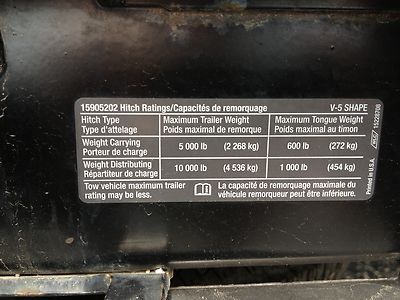 15905202 Hitch Ratings/Capacités de remorquage V-5 SHAPE
Hitch Type Maximum Trailer Weight Maximum Tongue Weight
Type d'attelage Poids maximal de remorque Poids maximal au timon
Weight Carrying
Porteur de charge 5 000 lb (2 268 kg) 600 lb (272 kg)
Weight Distributing
Répartiteur de charge 10 000 lb (4 536 kg) 1 000 lb (454 kg)
Tow vehicle maximum trailer
rating may be less.
La capacité de remorquage maximale du
véhicule remorqueur peut être inférieure.
Printed in U.S.A.
15223708